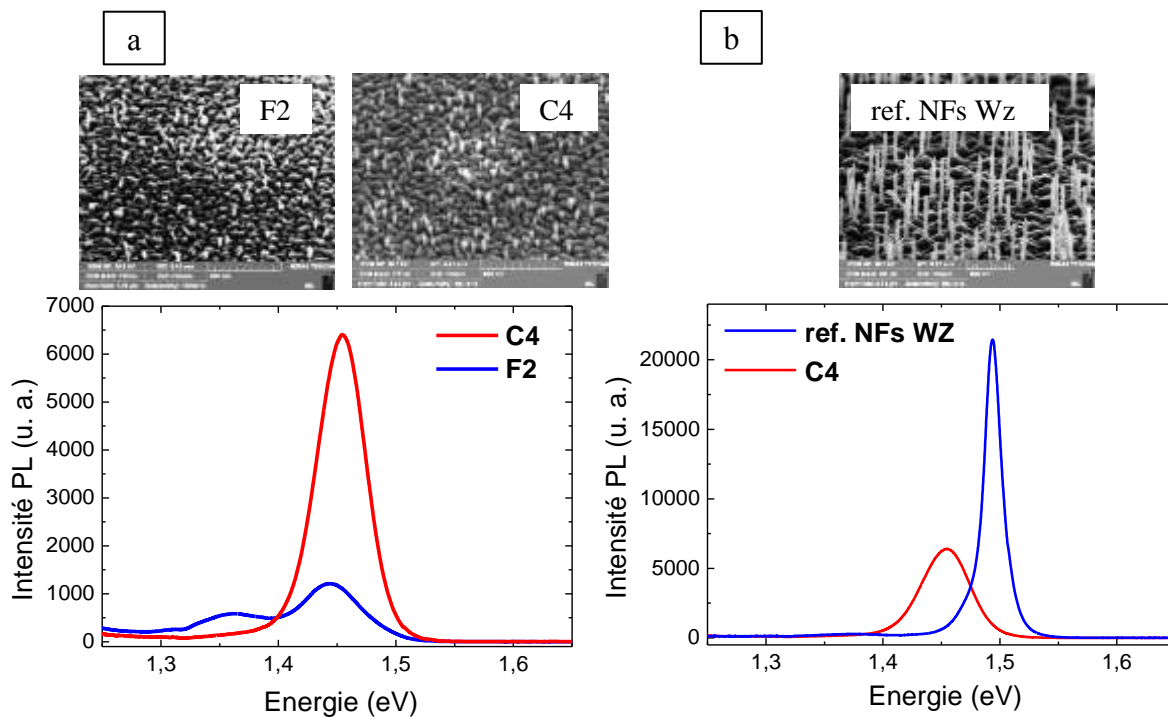 a
b
F2
C4
ref. NFs Wz
7000
6000
5000
4000
3000
2000
1000
0
1,3
1,4
1,5
1,6
Intensité PL (u. a.)
Energie (eV)
C4
F2
20000
15000
10000
5000
0
1,3
1,4
1,5
1,6
Intensité PL (u. a.)
Energie (eV)
ref. NFs WZ
C4